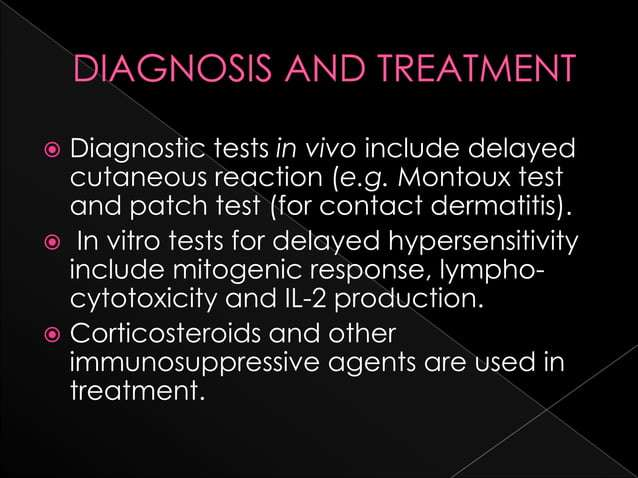 DIAGNOSIS AND TREATMENT
Diagnostic tests in vivo include delayed
cutaneous reaction (e.g. Montoux test
and patch test (for contact dermatitis).
In vitro tests for delayed hypersensitivity
include mitogenic response, lympho-
cytotoxicity and IL-2 production.
Corticosteroids and other
immunosuppressive agents are used in
treatment.